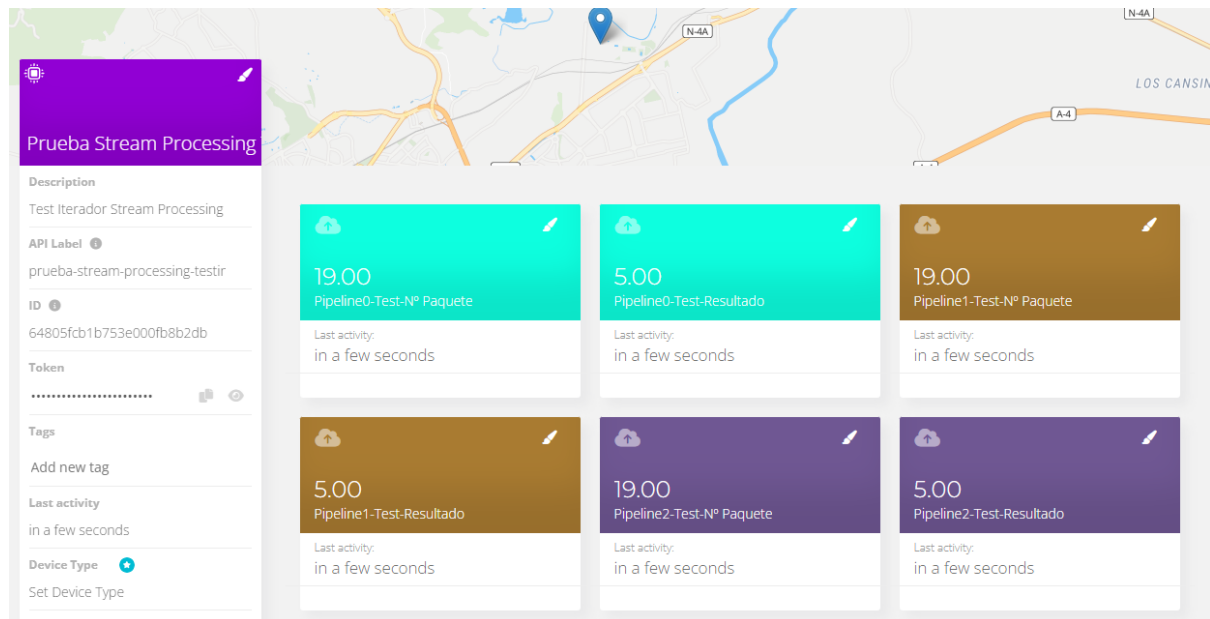 N-4A
N-4A
LOS CANSIN
A-4
Prueba Stream Processing
Description
Test Iterador Stream Processing
API Label
prueba-stream-processing-testir
ID
64805fcb1b753e000fb8b2db
Token
Tags
Add new tag
Last activity
in a few seconds
Device Type
Set Device Type
19.00
Pipeline0-Test-Nº Paquete
Last activity:
in a few seconds
5.00
Pipeline0-Test-Resultado
Last activity:
in a few seconds
19.00
Pipeline1-Test-Nº Paquete
Last activity:
in a few seconds
5.00
Pipeline1-Test-Resultado
Last activity:
in a few seconds
19.00
Pipeline2-Test-Nº Paquete
Last activity:
in a few seconds
5.00
Pipeline2-Test-Resultado
Last activity:
in a few seconds